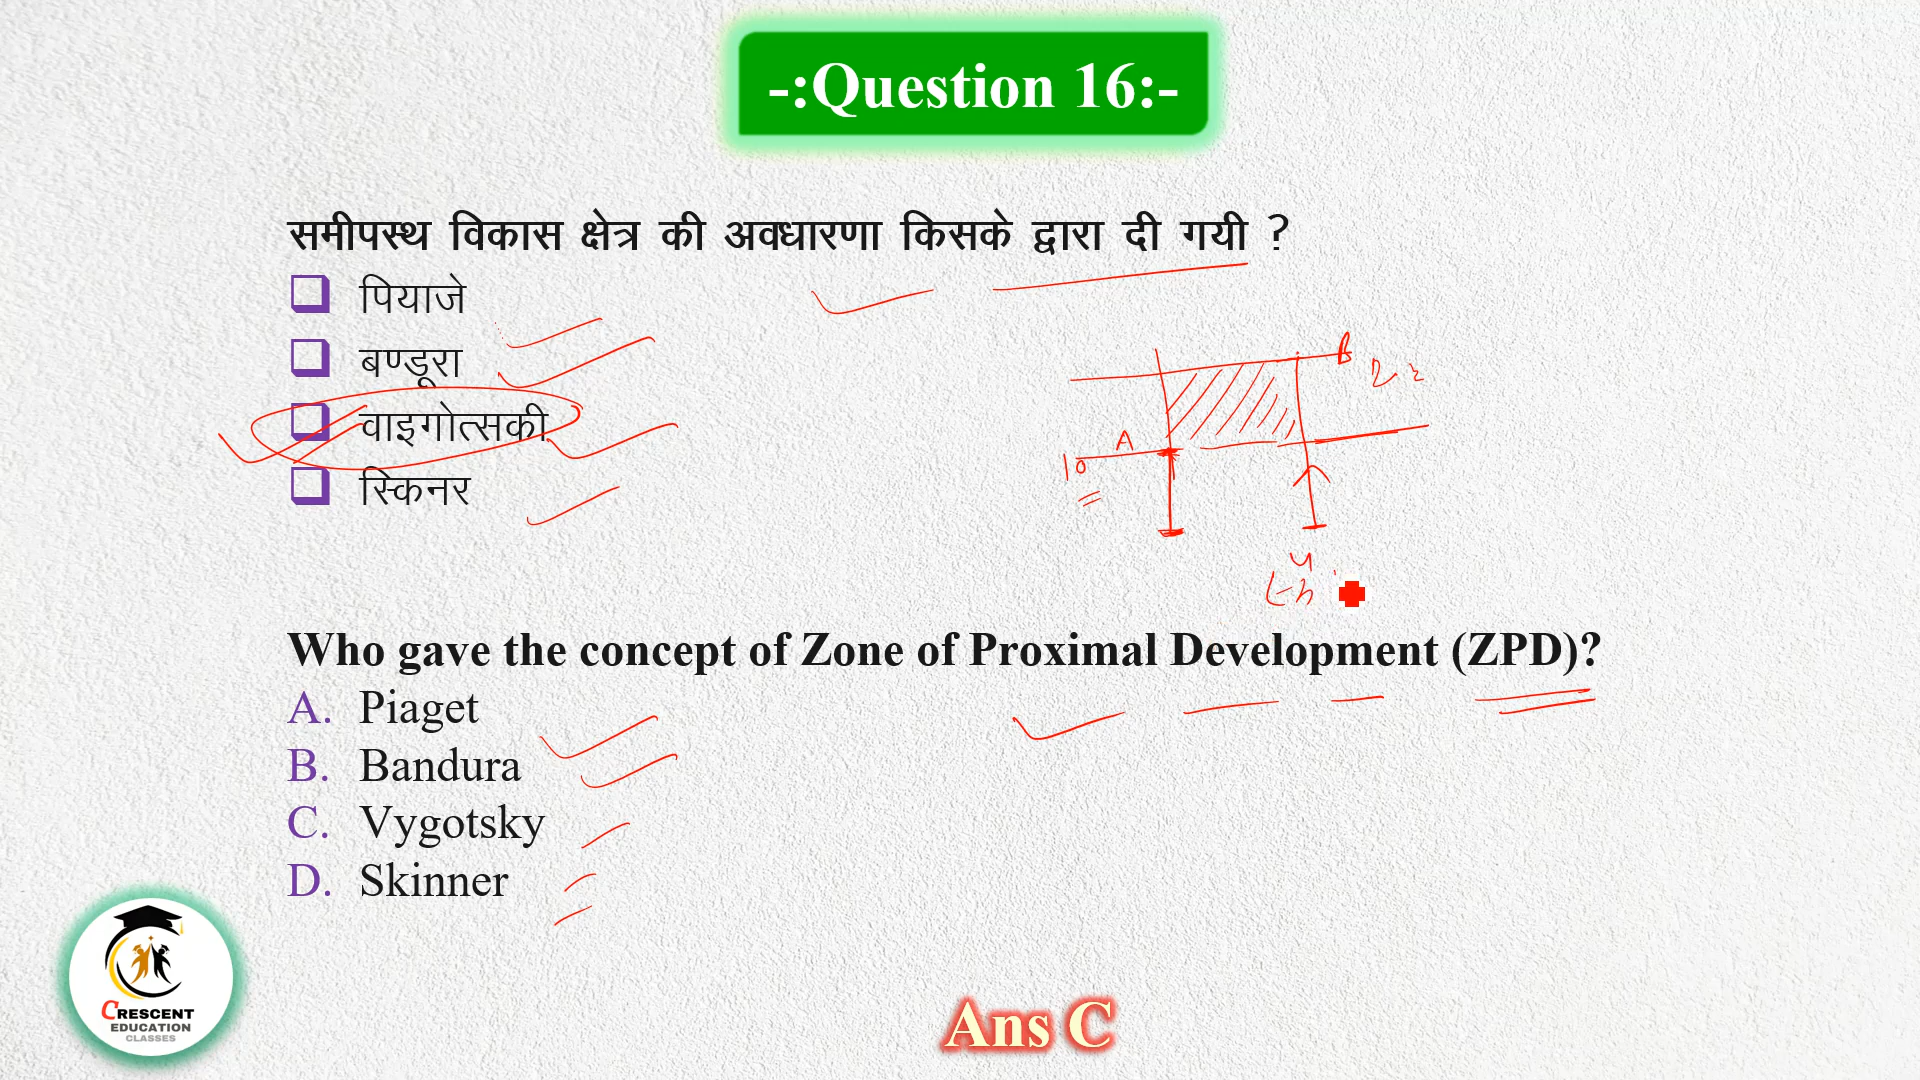 -:Question 16:-
समीपस्थ विकास क्षेत्र की अवधारणा किसके द्वारा दी गयी ?
पियाजे
बण्डूरा
वाइगोत्सकी
स्किनर
A
B
10
Who gave the concept of Zone of Proximal Development (ZPD)?
A. Piaget
B. Bandura
C. Vygotsky
D. Skinner
CRESCENT
EDUCATION
CLASSES
Ans C